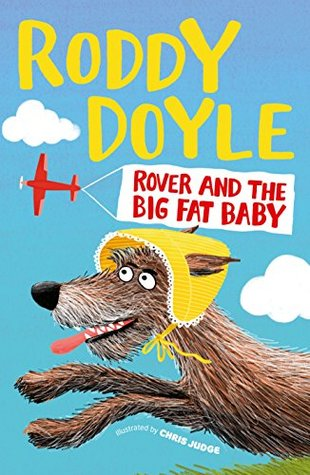 RODDY
DOYLE
ROVER AND THE
BIG FAT BABY
Illustrated by CHRIS JUDGE